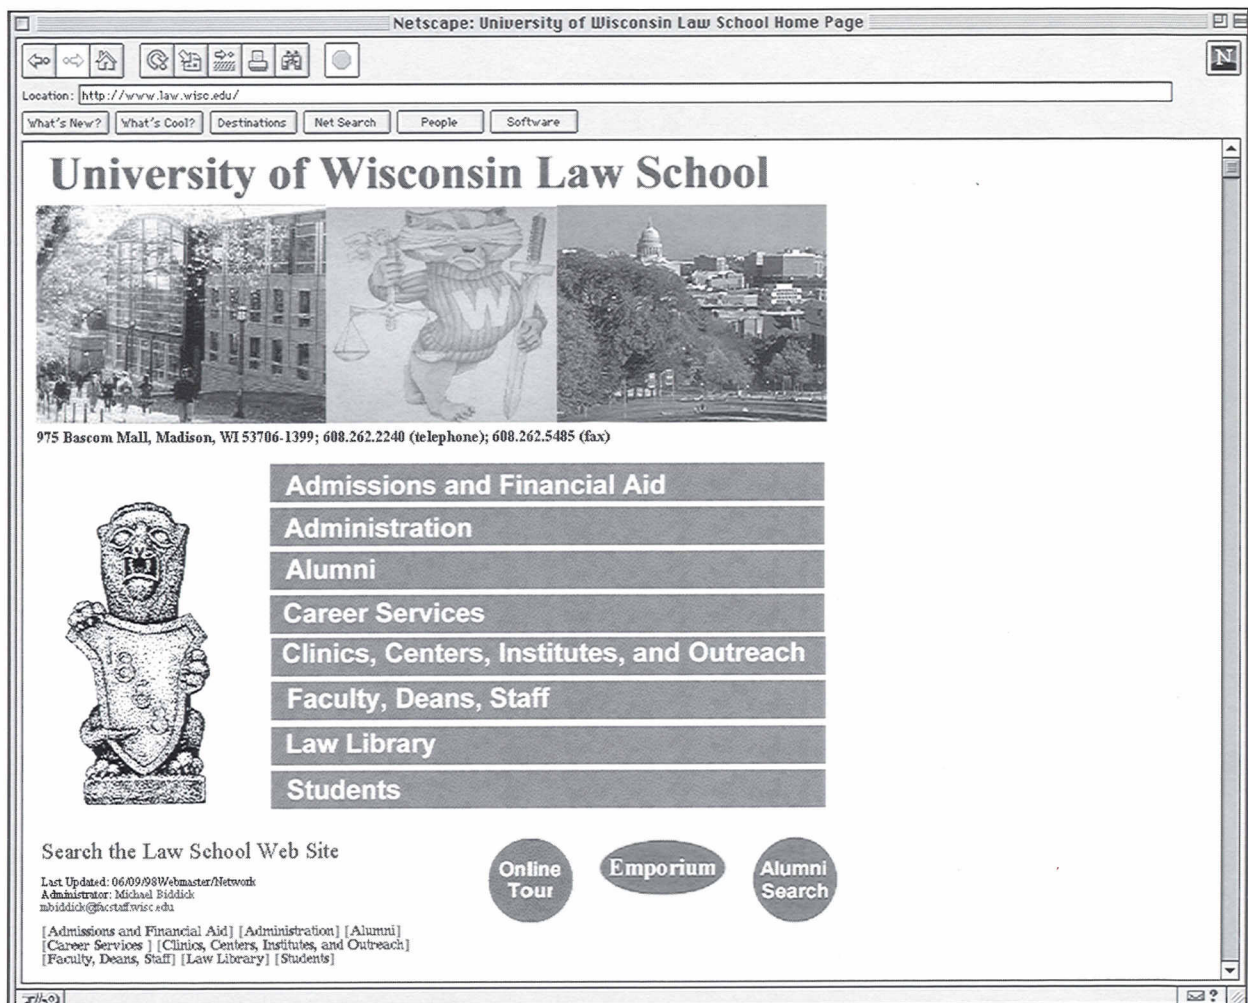 Netscape: University of Wisconsin Law School Home Page
N
Location: http://www.law.wisc.edu/
What's New? What's Cool? Destinations Net Search People Software
University of Wisconsin Law School
W
975 Bascom Mall, Madison, WI 53706-1399; 608.262.2240 (telephone); 608.262.5485 (fax)
Admissions and Financial Aid
Administration
Alumni
Career Services
Clinics, Centers, Institutes, and Outreach
Faculty, Deans, Staff
Law Library
Students
1868
Search the Law School Web Site
Online
Tour
Emporium
Alumni
Search
Last Updated: 06/09/98Webmaster/Network
Administrator: Michael Biddick
mbiddick@facstaff.wisc.edu
[Admissions and Financial Aid] [Administration] [Alumni]
[Career Services ] [Clinics, Centers, Institutes, and Outreach]
[Faculty, Deans, Staff] [Law Library] [Students]
?